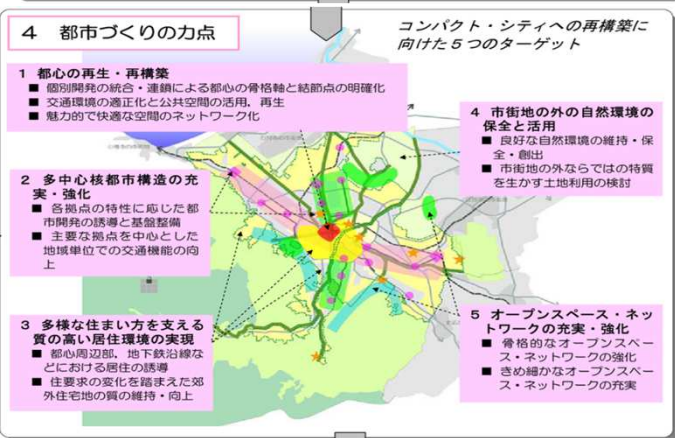 4 都市づくりの力点
コンパクト・シティへの再構築に
向けた５つのターゲット
1 都心の再生・再構築
■ 個別開発の統合・連鎖による都心の骨格軸と結節点の明確化
■ 交通環境の適正化と公共空間の活用，再生
■ 魅力的で快適な空間のネットワーク化
2 多中心核都市構造の充
実・強化
■ 各拠点の特性に応じた都
市開発の誘導と基盤整備
■ 主要な拠点を中心とした
地域単位での交通機能の向
上
3 多様な住まい方を支える
質の高い居住環境の実現
■ 都心周辺部，地下鉄沿線な
どにおける居住の誘導
■ 住要求の変化を踏まえた郊
外住宅地の質の維持・向上
4 市街地の外の自然環境の
保全と活用
■ 良好な自然環境の維持・保
全・創出
■ 市街地の外ならではの特質
を生かす土地利用の検討
5 オープンスペース・ネッ
トワークの充実・強化
■ 骨格的なオープンスペー
ス・ネットワークの強化
■ きめ細かなオープンスペー
ス・ネットワークの充実